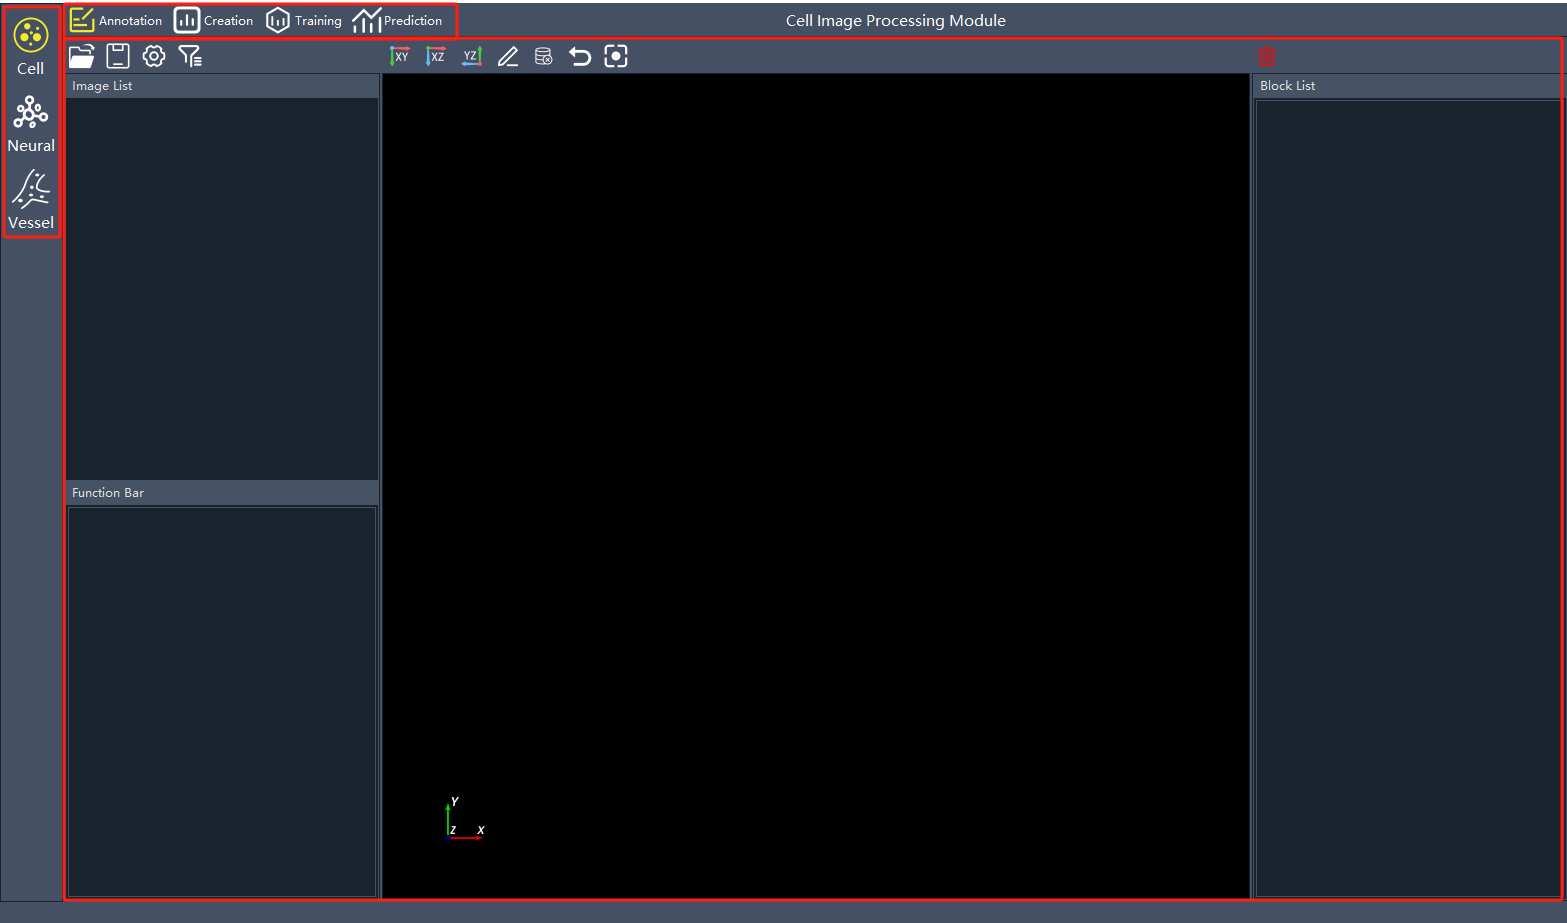 Annotation Creation Training Prediction Cell Image Processing Module
Cell
Neural
Vessel
XY XZ YZ
Image List
Block List
Function Bar
Y
Z X